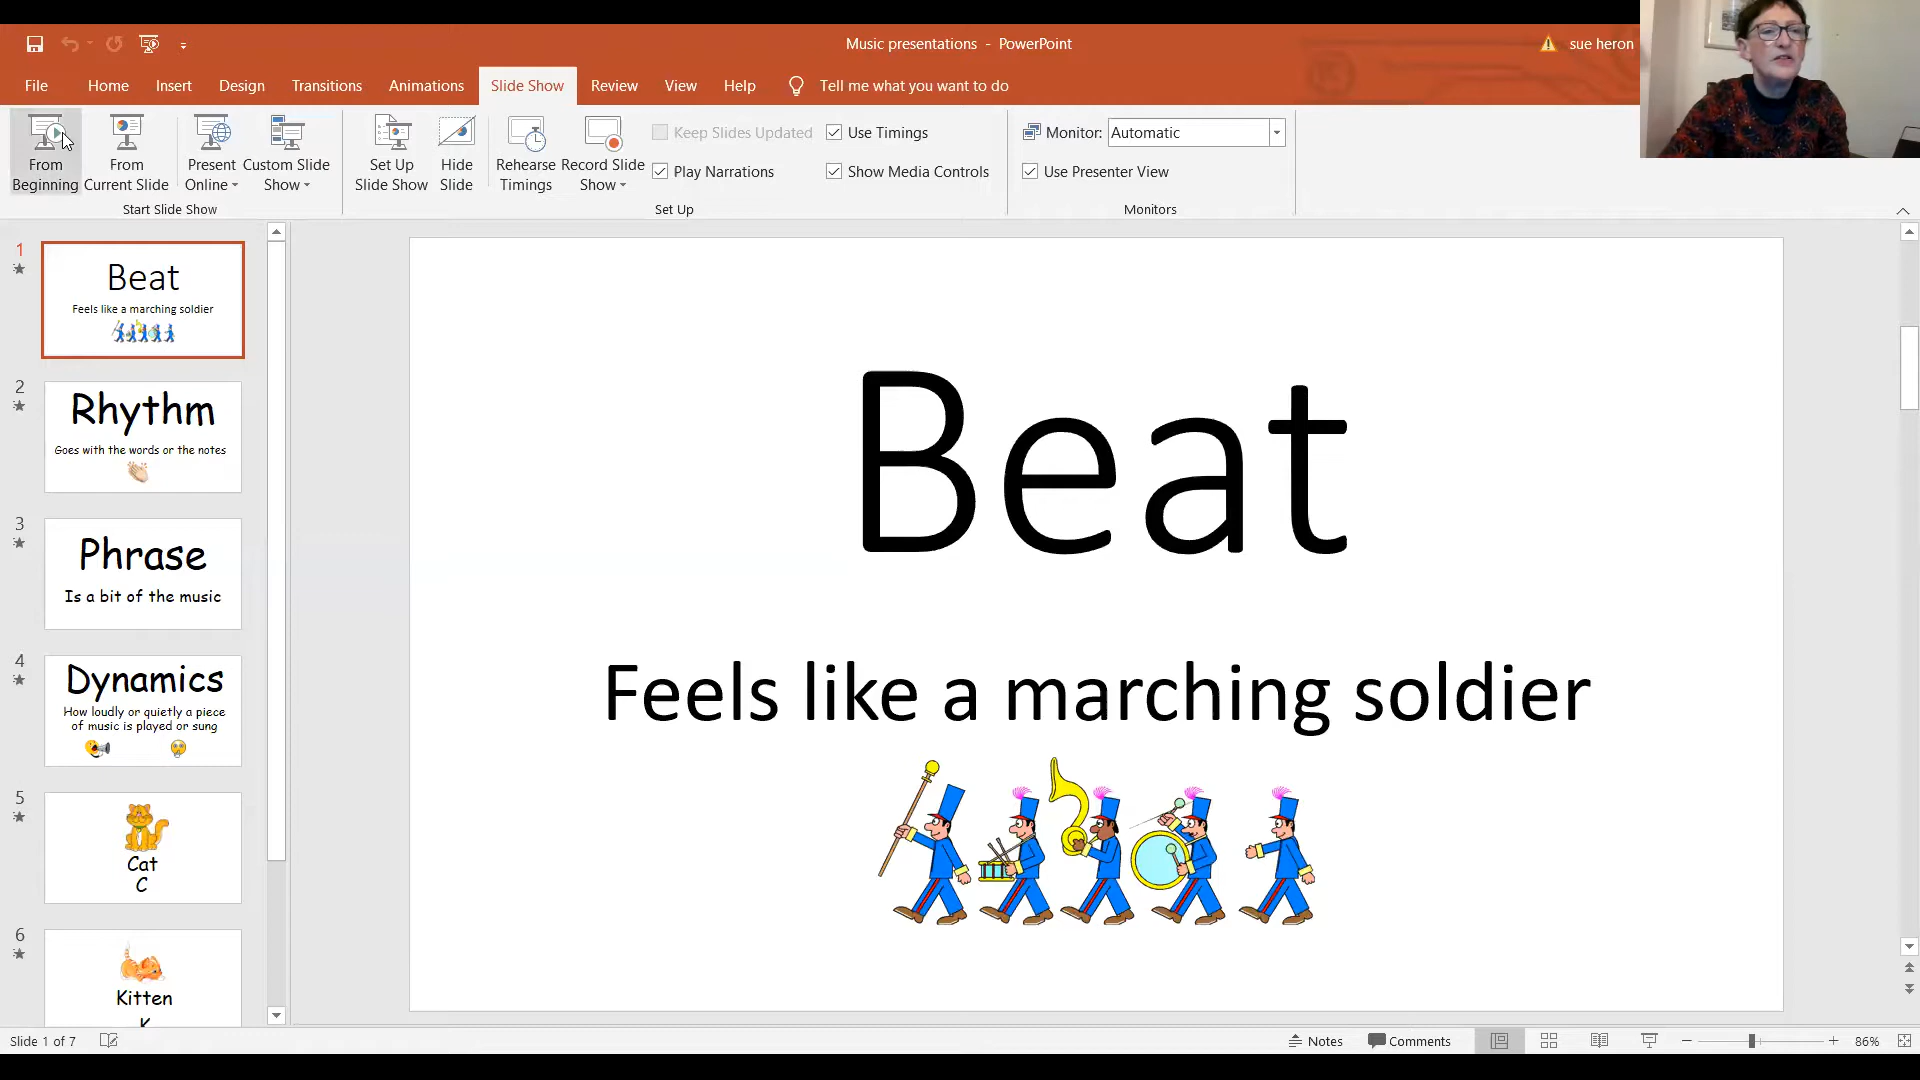 Music presentations - PowerPoint
sue heron
File Home Insert Design Transitions Animations Slide Show Review View Help Tell me what you want to do
From Beginning
From Current Slide
Present Online
Custom Slide Show
Set Up Slide Show
Hide Slide
Rehearse Timings
Record Slide Show
Keep Slides Updated
Play Narrations
Use Timings
Show Media Controls
Monitor: Automatic
Use Presenter View
Start Slide Show
Set Up
Monitors
1
Beat
Feels like a marching soldier
2
Rhythm
Goes with the words or the notes
3
Phrase
Is a bit of the music
4
Dynamics
How loudly or quietly a piece
of music is played or sung
5
Cat
C
6
Kitten
K
Beat
Feels like a marching soldier
Slide 1 of 7
Notes
Comments
86%